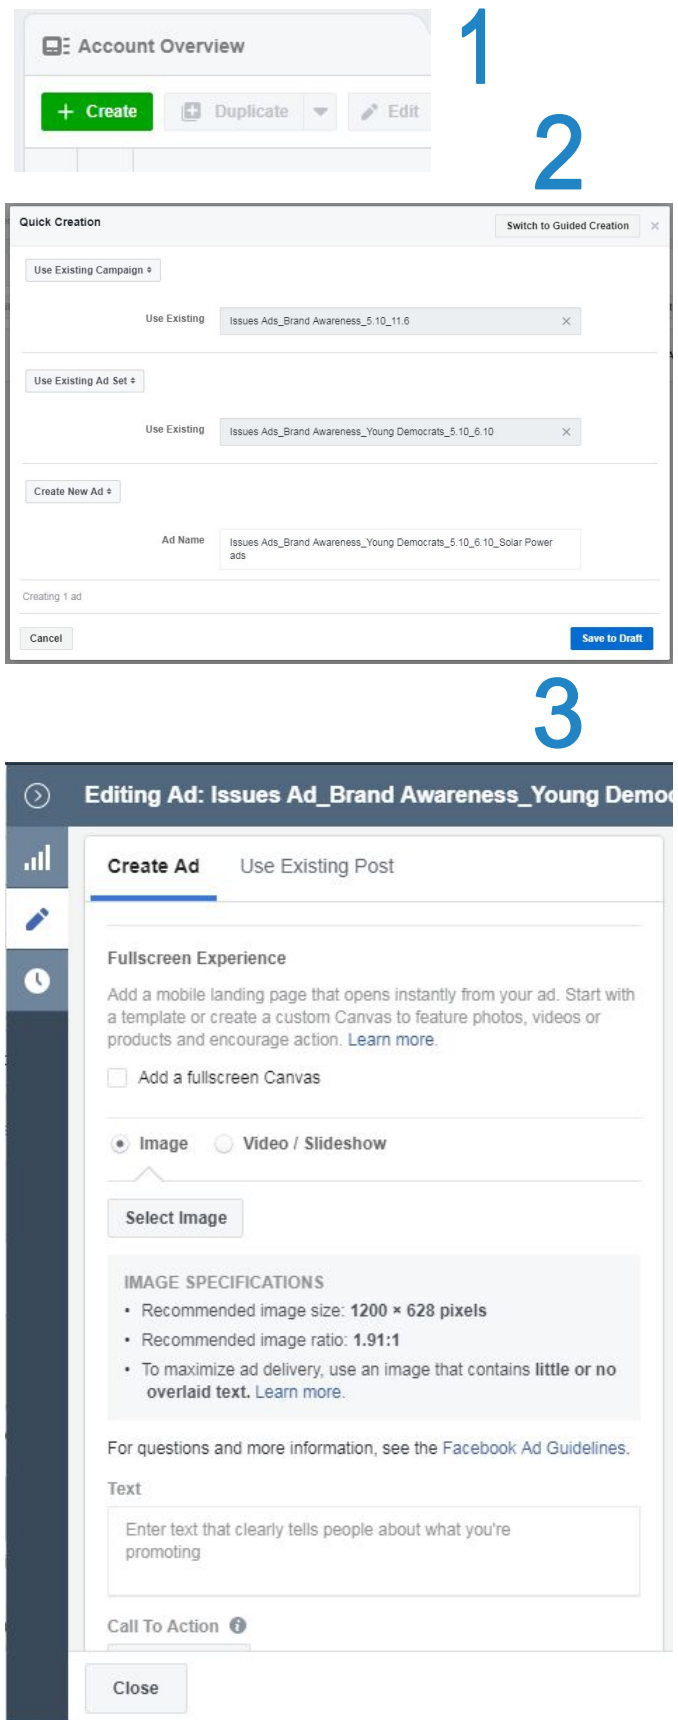 Account Overview
1
+ Create
Duplicate
Edit
2
Quick Creation
Switch to Guided Creation
Use Existing Campaign
Use Existing
Issues Ads_Brand Awareness_5.10_11.6
Use Existing Ad Set
Use Existing
Issues Ads_Brand Awareness_Young Democrats_5.10_6.10
Create New Ad
Ad Name
Issues Ads_Brand Awareness_Young Democrats_5.10_6.10_Solar Power
ads
Creating 1 ad
Cancel
Save to Draft
3
Editing Ad: Issues Ad_Brand Awareness_Young Democ
Create Ad
Use Existing Post
Fullscreen Experience
Add a mobile landing page that opens instantly from your ad. Start with
a template or create a custom Canvas to feature photos, videos or
products and encourage action. Learn more.
Add a fullscreen Canvas
Image
Video / Slideshow
Select Image
IMAGE SPECIFICATIONS
• Recommended image size: 1200 × 628 pixels
• Recommended image ratio: 1.91:1
• To maximize ad delivery, use an image that contains little or no
overlaid text. Learn more.
For questions and more information, see the Facebook Ad Guidelines.
Text
Enter text that clearly tells people about what you're
promoting
Call To Action
Close